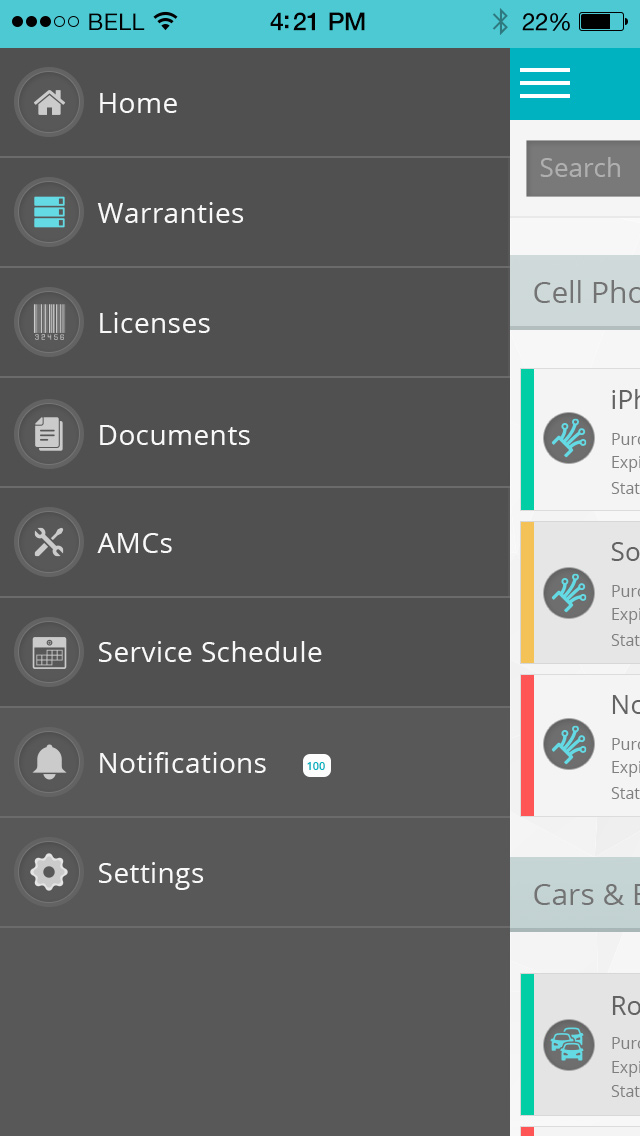 BELL 4:21 PM 22%
Home
Warranties
32456
Licenses
Documents
AMCs
Service Schedule
Notifications 100
Settings
Search
Cell Pho
iPh
Purc
Expi
Stat
So
Purc
Expi
Stat
No
Purc
Expi
Stat
Cars & E
Ro
Purc
Expi
Stat